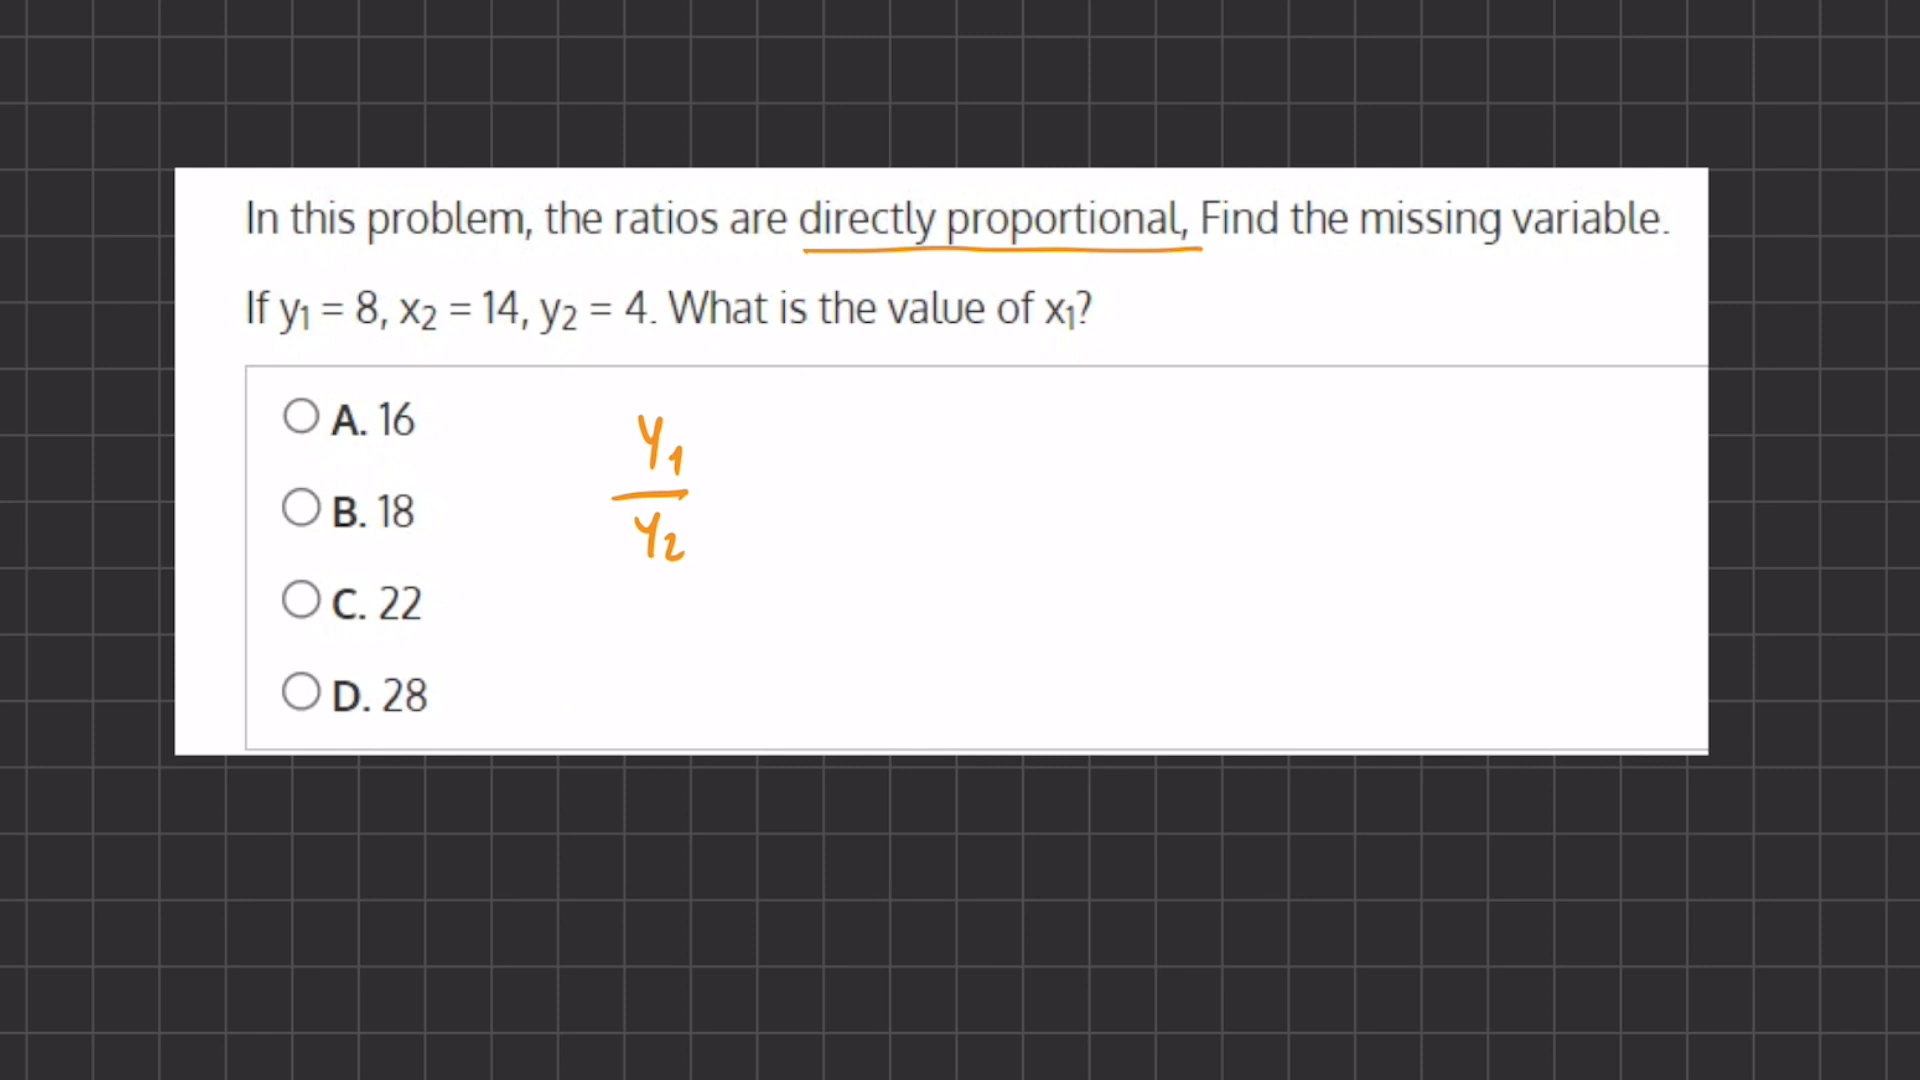 In this problem, the ratios are directly proportional, Find the missing variable.
If y₁ = 8, x₂ = 14, y₂ = 4. What is the value of x₁?
A. 16
B. 18
C. 22
D. 28
Y₁
Y₂